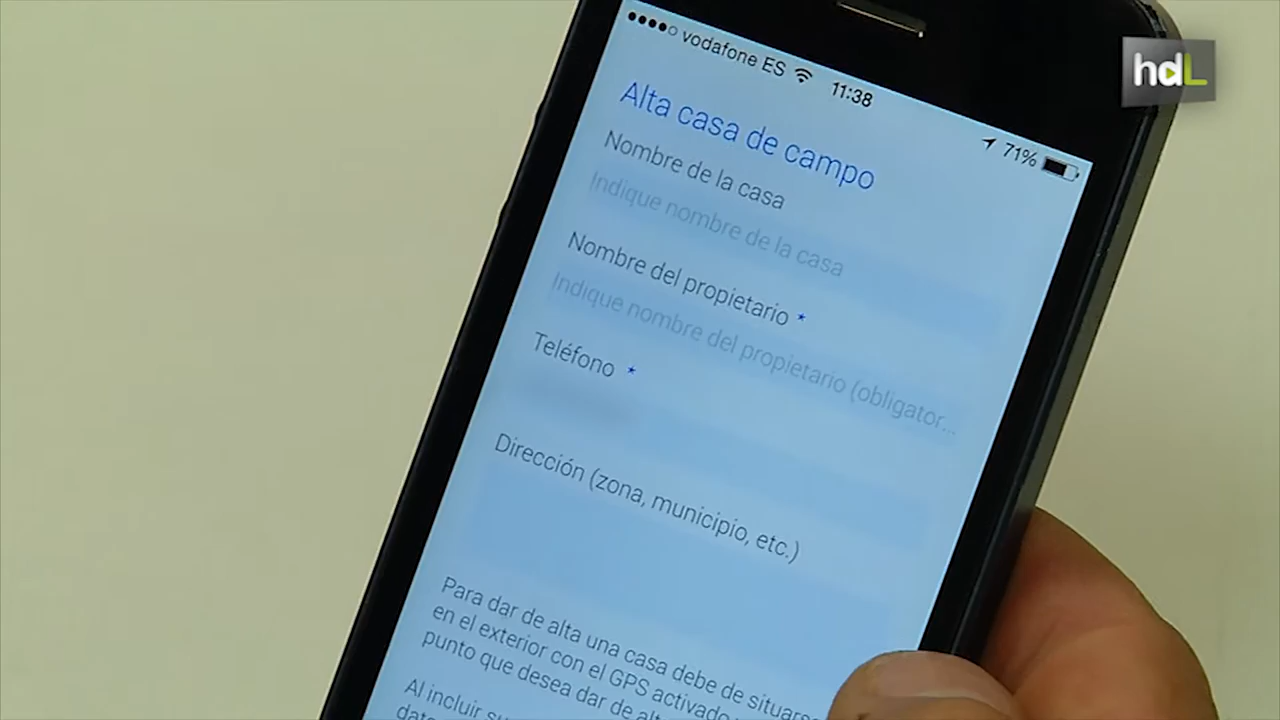 vodafone ES 11:38 71%
hdL
Alta casa de campo
Nombre de la casa
Indique nombre de la casa
Nombre del propietario *
Indique nombre del propietario (obligator...
Teléfono *
Dirección (zona, municipio, etc.)
Para dar de alta una casa debe de situars
en el exterior con el GPS activado
punto que desea dar de alt
Al incluir su
dat